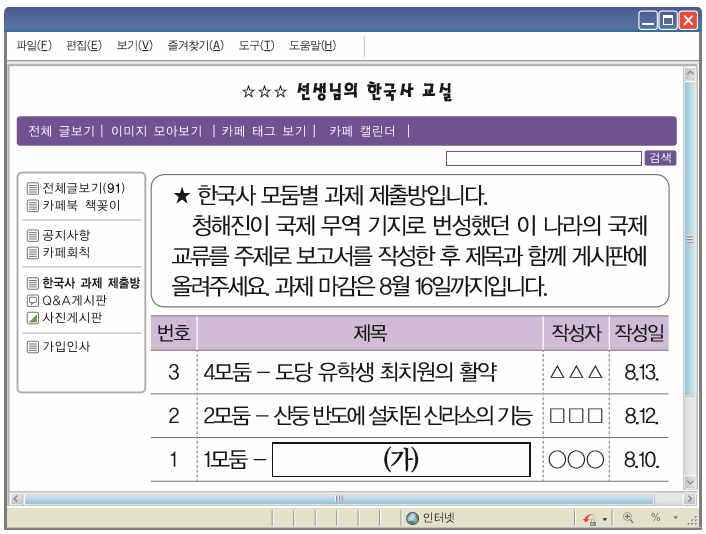 파일(F) 편집(E) 보기(V) 즐겨찾기(A) 도구(T) 도움말(H)
☆☆☆ 선생님의 한국사 교실
전체 글보기 | 이미지 모아보기 | 카페 태그 보기 | 카페 캘린더 |
검색
전체글보기(91)
카페북 책꽂이
공지사항
카페회칙
한국사 과제 제출방
Q&A게시판
사진게시판
가입인사
★ 한국사 모둠별 과제 제출방입니다.
청해진이 국제 무역 기지로 번성했던 이 나라의 국제
교류를 주제로 보고서를 작성한 후 제목과 함께 게시판에
올려주세요. 과제 마감은 8월 16일까지입니다.
번호 제목 작성자 작성일
3 4모둠 – 도당 유학생 최치원의 활약 △△△ 8.13.
2 2모둠 – 산둥 반도에 설치된 신라소의 기능 □□□ 8.12.
1 1모둠 – (가) ○○○ 8.10.
인터넷 %